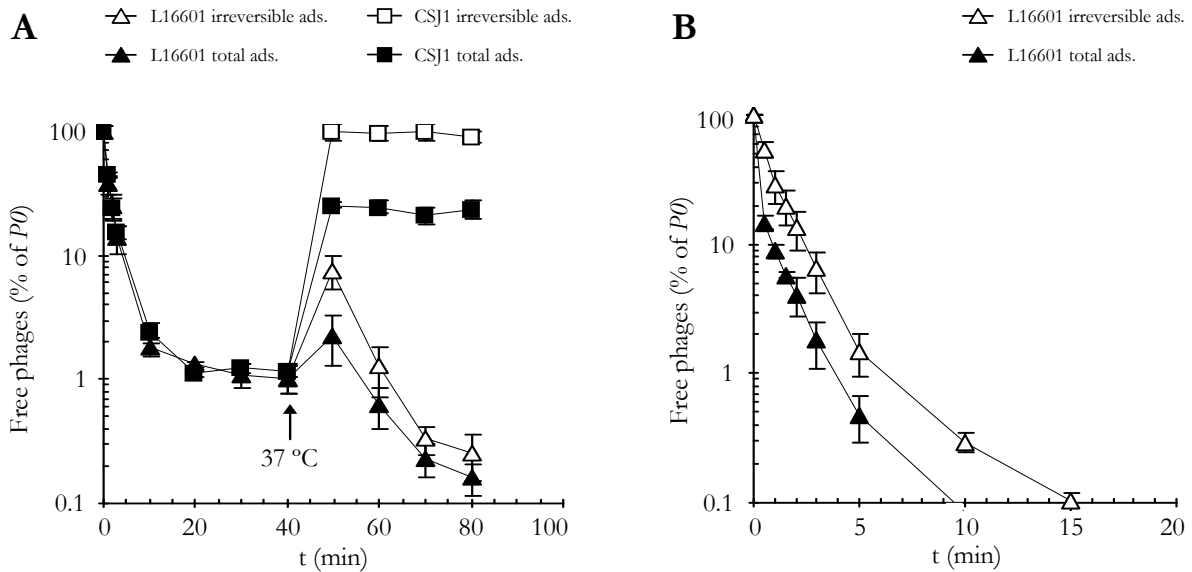 A
L16601 irreversible ads.
CSJ1 irreversible ads.
L16601 total ads.
CSJ1 total ads.
Free phages (% of P0)
100
10
1
0.1
37 ºC
0 20 40 60 80 100
t (min)
B
L16601 irreversible ads.
L16601 total ads.
Free phages (% of P0)
100
10
1
0.1
0 5 10 15 20
t (min)